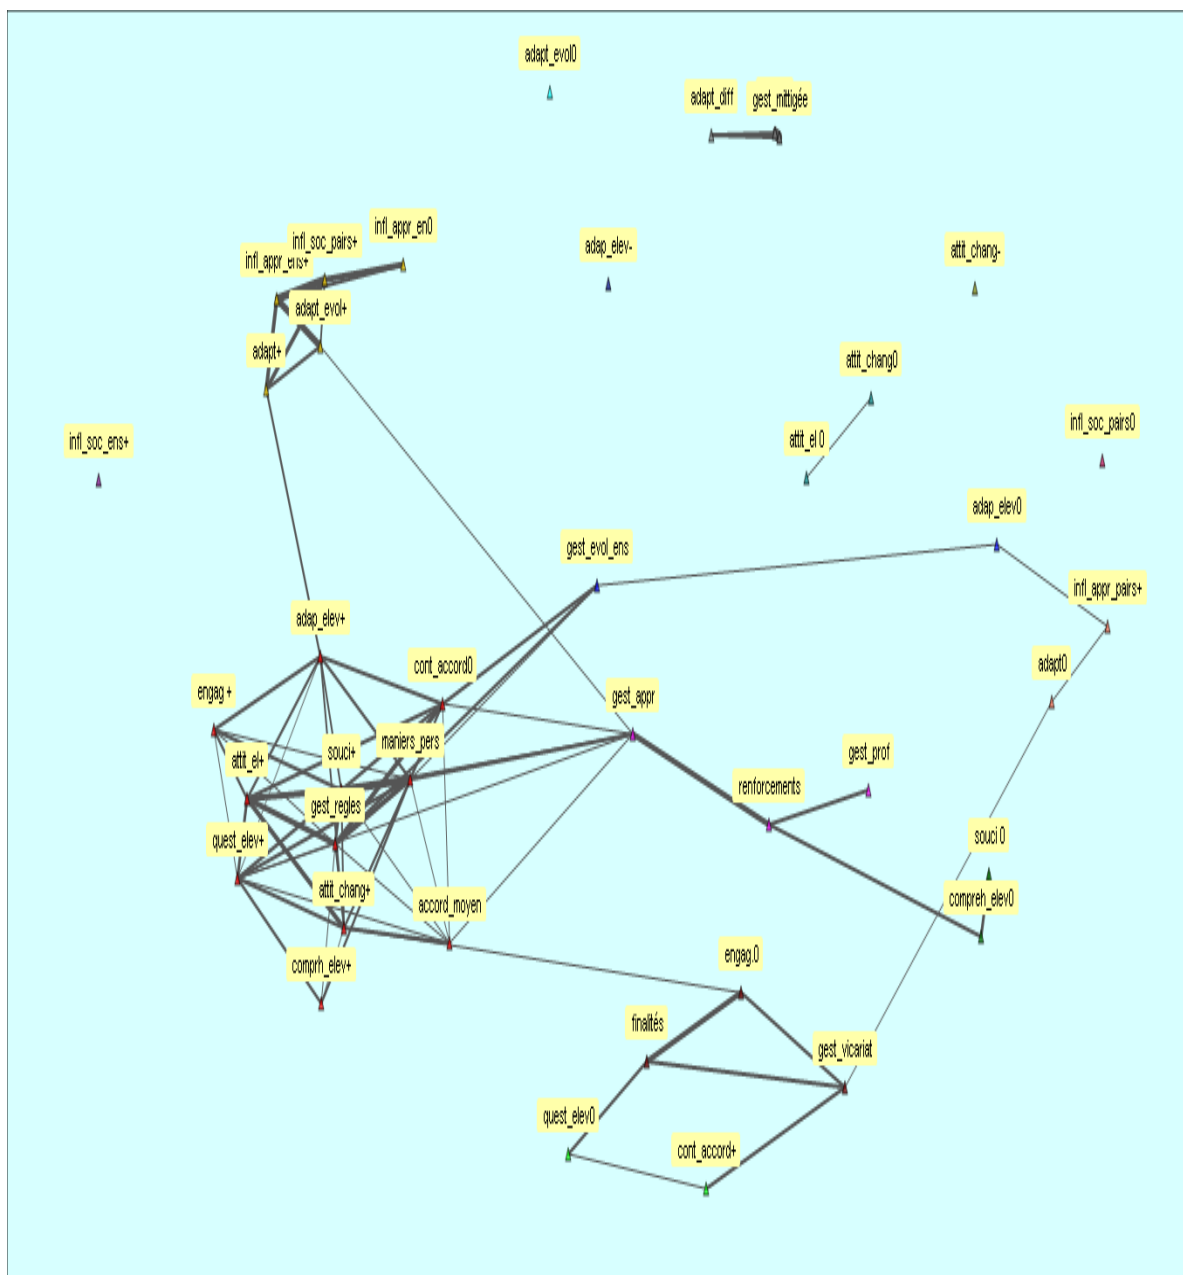 adapt_evol0
adapt_diff
gest_mittigée
infl_appr_en0
infl_soc_pairs+
infl_appr_ens+
adap_elev-
attit_chang-
adapt_evol+
adapt+
attit_chang0
infl_soc_ens+
attit_el 0
infl_soc_pairs0
adap_elev0
gest_evol_ens
infl_appr_pairs+
adap_elev+
cont_accord0
adapt0
engag +
gest_appr
maniers_pers
souci+
attit_el+
gest_prof
renforcements
gest_regles
quest_elev+
souci 0
attit_chang+
accord_moyen
compreh_elev0
comprh_elev+
engag.0
finalités
gest_vicariat
quest_elev0
cont_accord+